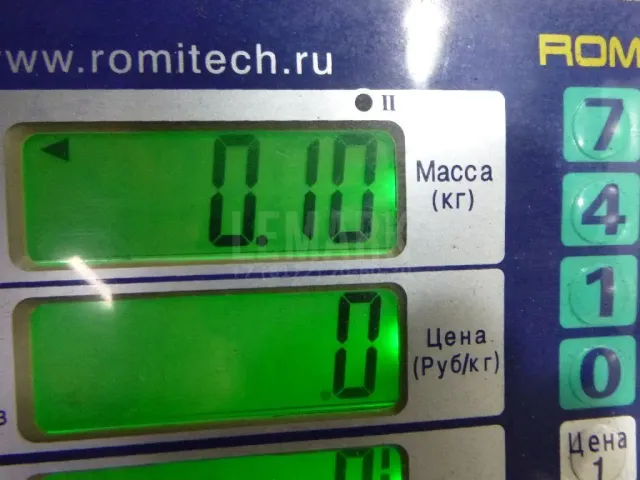 www.romitech.ru
ROM
II
7
0.10
Масса
(кг)
4
1
0
Цена
(Руб/кг)
0
з
Цена
1
LEMARK